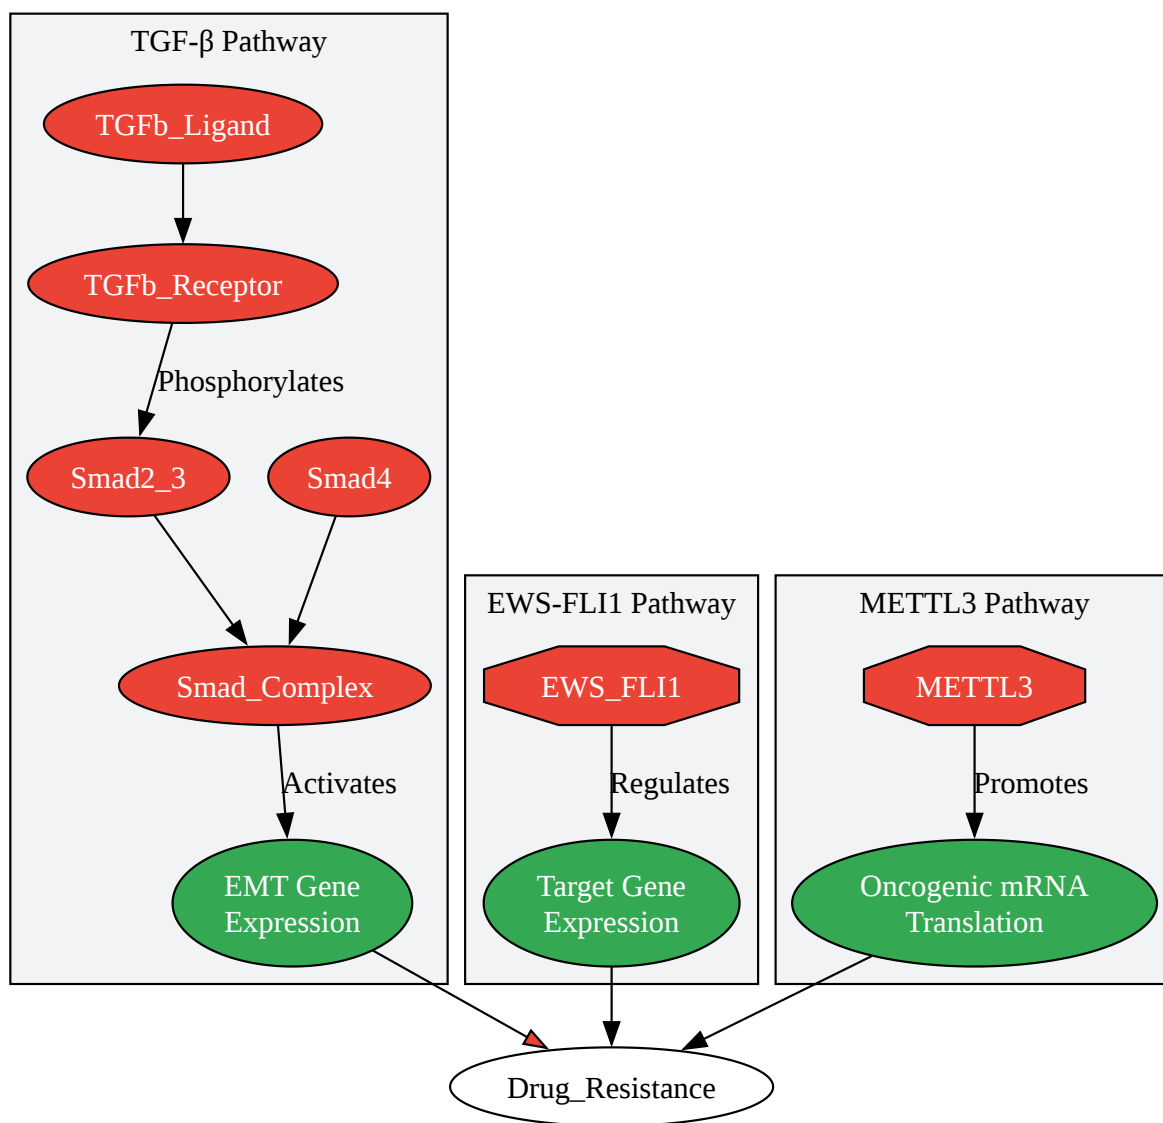 TGF-β Pathway
TGFb_Ligand
TGFb_Receptor
Phosphorylates
Smad2_3
Smad4
Smad_Complex
Activates
EMT Gene
Expression
EWS-FLI1 Pathway
EWS_FLI1
Regulates
Target Gene
Expression
METTL3 Pathway
METTL3
Promotes
Oncogenic mRNA
Translation
Drug_Resistance